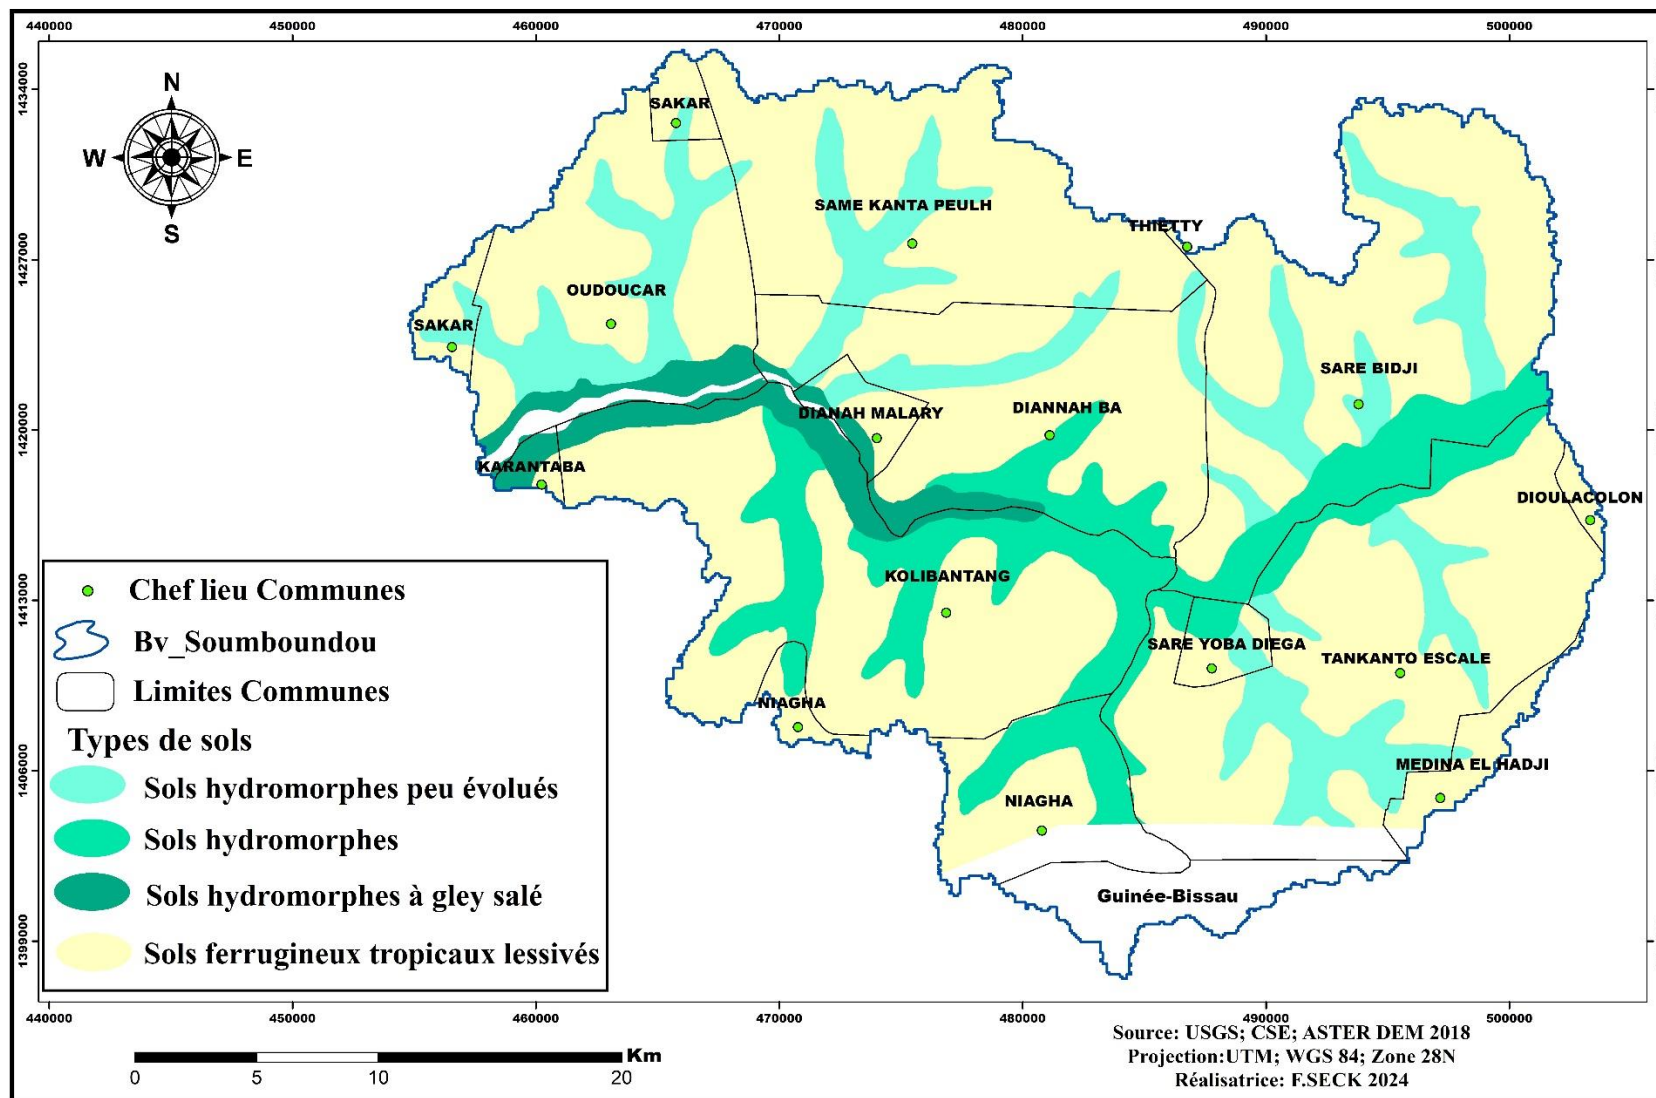 440000 450000 460000 470000 480000 490000 500000
1434000
1427000
1420000
1413000
1406000
1399000
N
W E
S
SAKAR
SAME KANTA PEULH
THIETTY
OUDOUCAR
SAKAR
SARE BIDJI
DIANAH MALARY
DIANNAH BA
KARANTABA
DIOULACOLON
KOLIBANTANG
SARE YOBA DIEGA
TANKANTO ESCALE
NIAGHA
MEDINA EL HADJI
NIAGHA
Guinée-Bissau
Chef lieu Communes
Bv_Soumboundou
Limites Communes
Types de sols
Sols hydromorphes peu évolués
Sols hydromorphes
Sols hydromorphes à gley salé
Sols ferrugineux tropicaux lessivés
440000 450000 460000 470000 480000 490000 500000
Km
0 5 10 20
Source: USGS; CSE; ASTER DEM 2018
Projection:UTM; WGS 84; Zone 28N
Réalisatrice: F.SECK 2024